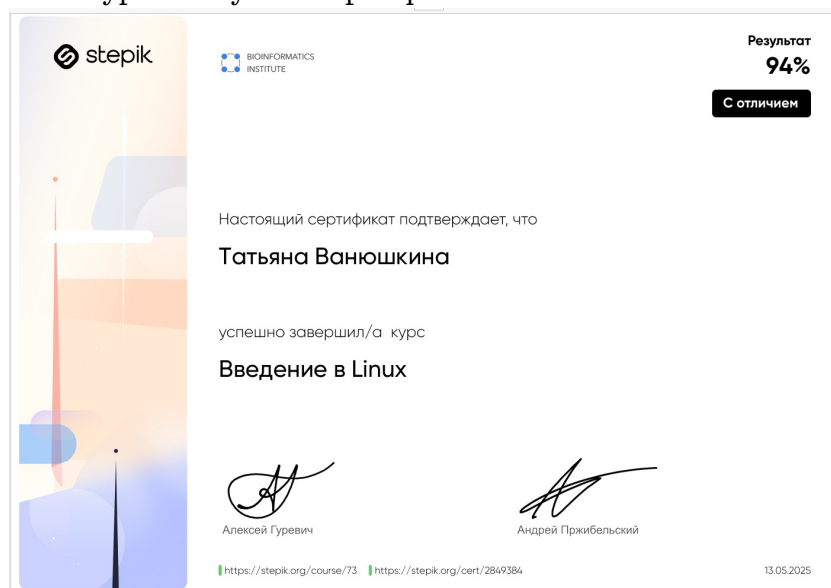 stepik
BIOINFORMATICS
INSTITUTE
Результат
94%
С отличием
Настоящий сертификат подтверждает, что
Татьяна Ванюшкина
успешно завершил/а курс
Введение в Linux
Алексей Гуревич
Андрей Пржибельский
https://stepik.org/course/73
https://stepik.org/cert/2849384
13.05.2025